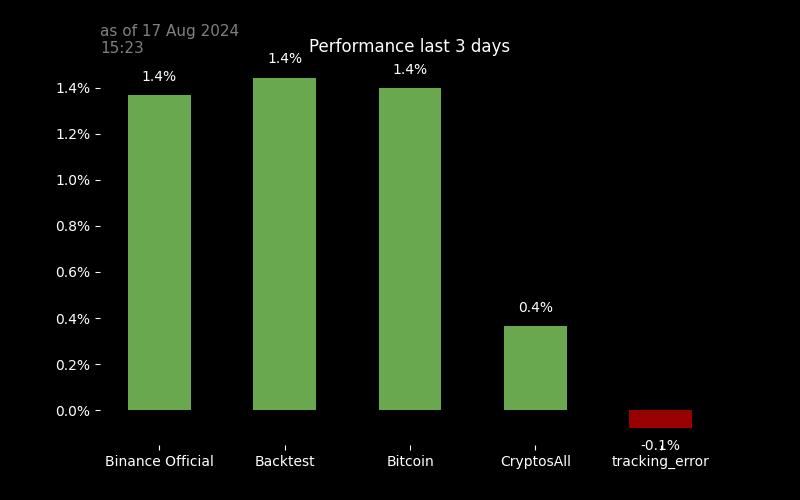 as of 17 Aug 2024
15:23
Performance last 3 days
1.4%
1.4%
1.4%
0.4%
-0.1%
1.4%
1.2%
1.0%
0.8%
0.6%
0.4%
0.2%
0.0%
Binance Official
Backtest
Bitcoin
CryptosAll
tracking_error